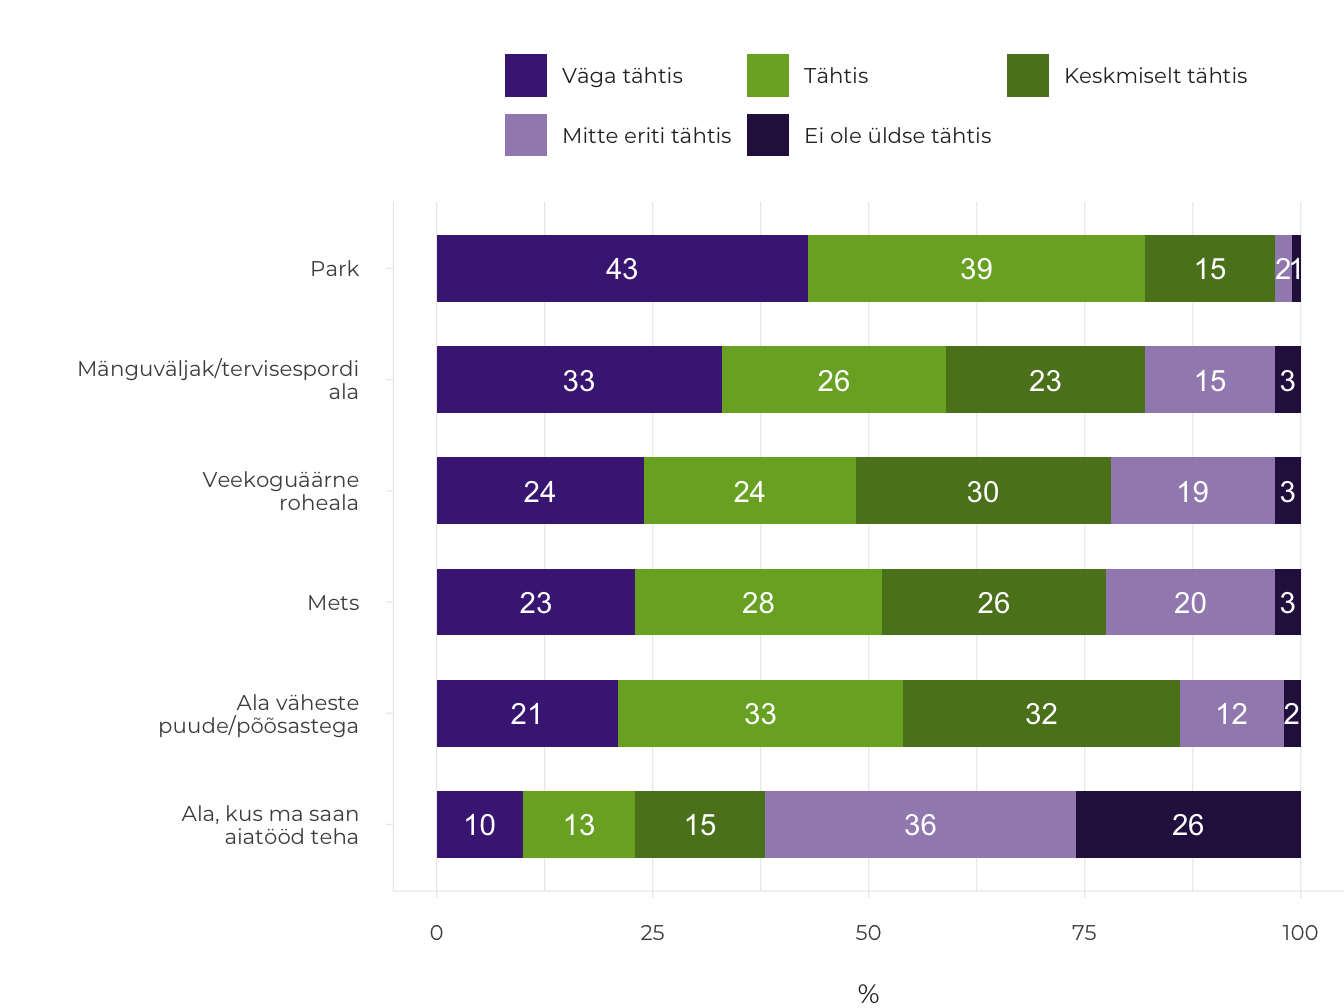 Väga tähtis
Tähtis
Keskmiselt tähtis
Mitte eriti tähtis
Ei ole üldse tähtis
Park
43 39 15 2 1
Mänguväljak/tervisespordi
ala
33 26 23 15 3
Veekoguäärne
roheala
24 24 30 19 3
Mets
23 28 26 20 3
Ala väheste
puude/põõsastega
21 33 32 12 2
Ala, kus ma saan
aiatööd teha
10 13 15 36 26
0 25 50 75 100
%